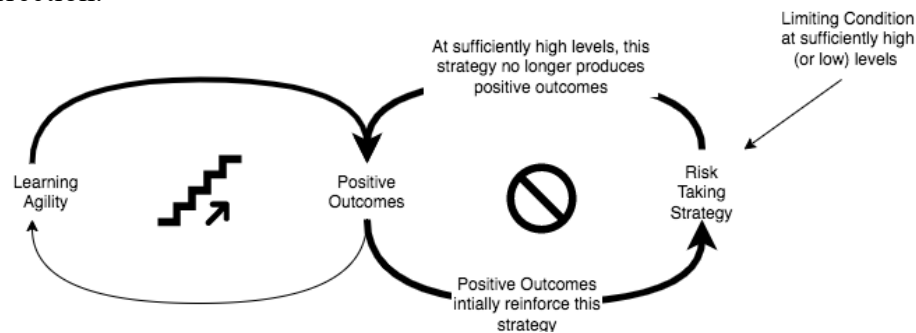 Limiting Condition
at sufficiently high
(or low) levels
At sufficiently high levels, this
strategy no longer produces
positive outcomes
Learning
Agility
Positive
Outcomes
Risk
Taking
Strategy
Positive Outcomes
intially reinforce this
strategy